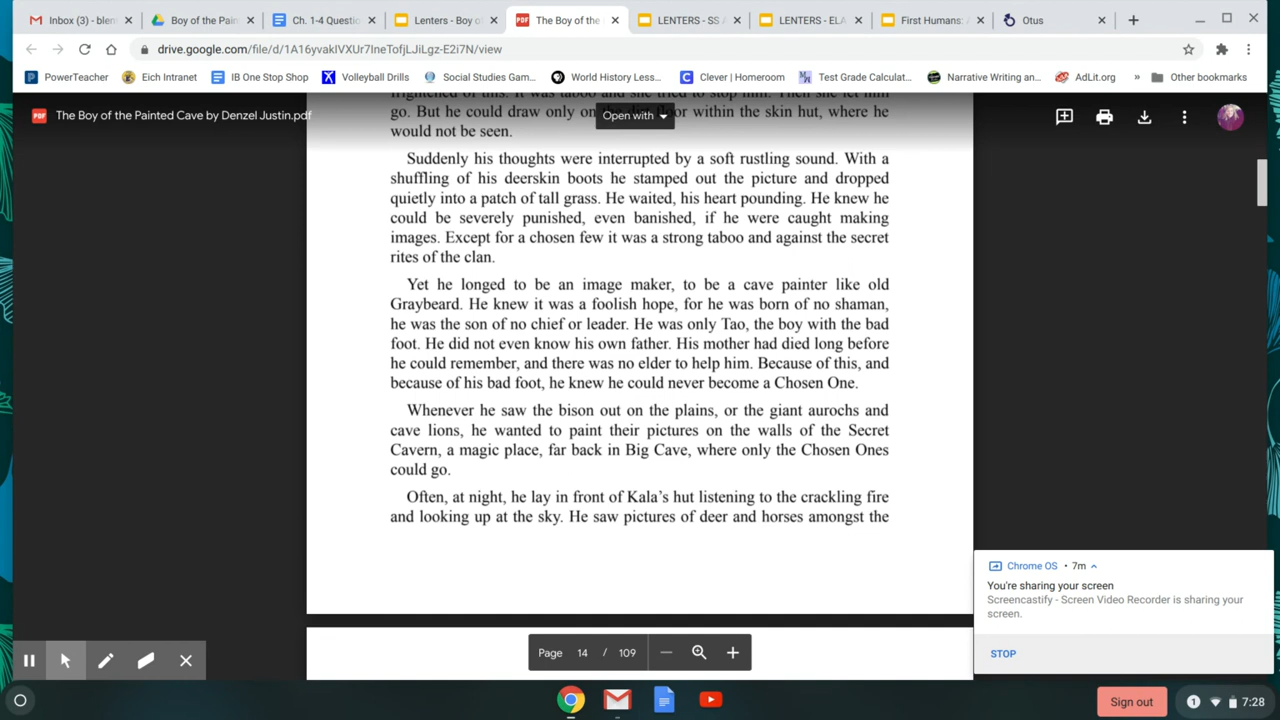 Inbox (3) - blen
Boy of the Pain
Ch. 1-4 Questio
Lenters - Boy o
The Boy of the
LENTERS - SS
LENTERS - ELA
First Humans:
Otus
drive.google.com/file/d/1A16yvaklVXUr7IneTofjLJiLgz-E2i7N/view
PowerTeacher
Eich Intranet
IB One Stop Shop
Volleyball Drills
Social Studies Gam...
World History Less...
Clever | Homeroom
Test Grade Calculat...
Narrative Writing an...
AdLit.org
»
Other bookmarks
PDF
The Boy of the Painted Cave by Denzel Justin.pdf
Open with
frightened of this. It was taboo and she tried to stop him. Then she let him
go. But he could draw only on the dirt floor within the skin hut, where he
would not be seen.
Suddenly his thoughts were interrupted by a soft rustling sound. With a
shuffling of his deerskin boots he stamped out the picture and dropped
quietly into a patch of tall grass. He waited, his heart pounding. He knew he
could be severely punished, even banished, if he were caught making
images. Except for a chosen few it was a strong taboo and against the secret
rites of the clan.
Yet he longed to be an image maker, to be a cave painter like old
Graybeard. He knew it was a foolish hope, for he was born of no shaman,
he was the son of no chief or leader. He was only Tao, the boy with the bad
foot. He did not even know his own father. His mother had died long before
he could remember, and there was no elder to help him. Because of this, and
because of his bad foot, he knew he could never become a Chosen One.
Whenever he saw the bison out on the plains, or the giant aurochs and
cave lions, he wanted to paint their pictures on the walls of the Secret
Cavern, a magic place, far back in Big Cave, where only the Chosen Ones
could go.
Often, at night, he lay in front of Kala's hut listening to the crackling fire
and looking up at the sky. He saw pictures of deer and horses amongst the
Chrome OS • 7m
You're sharing your screen
Screencastify - Screen Video Recorder is sharing your
screen.
STOP
Page 14 / 109
Sign out
1
7:28